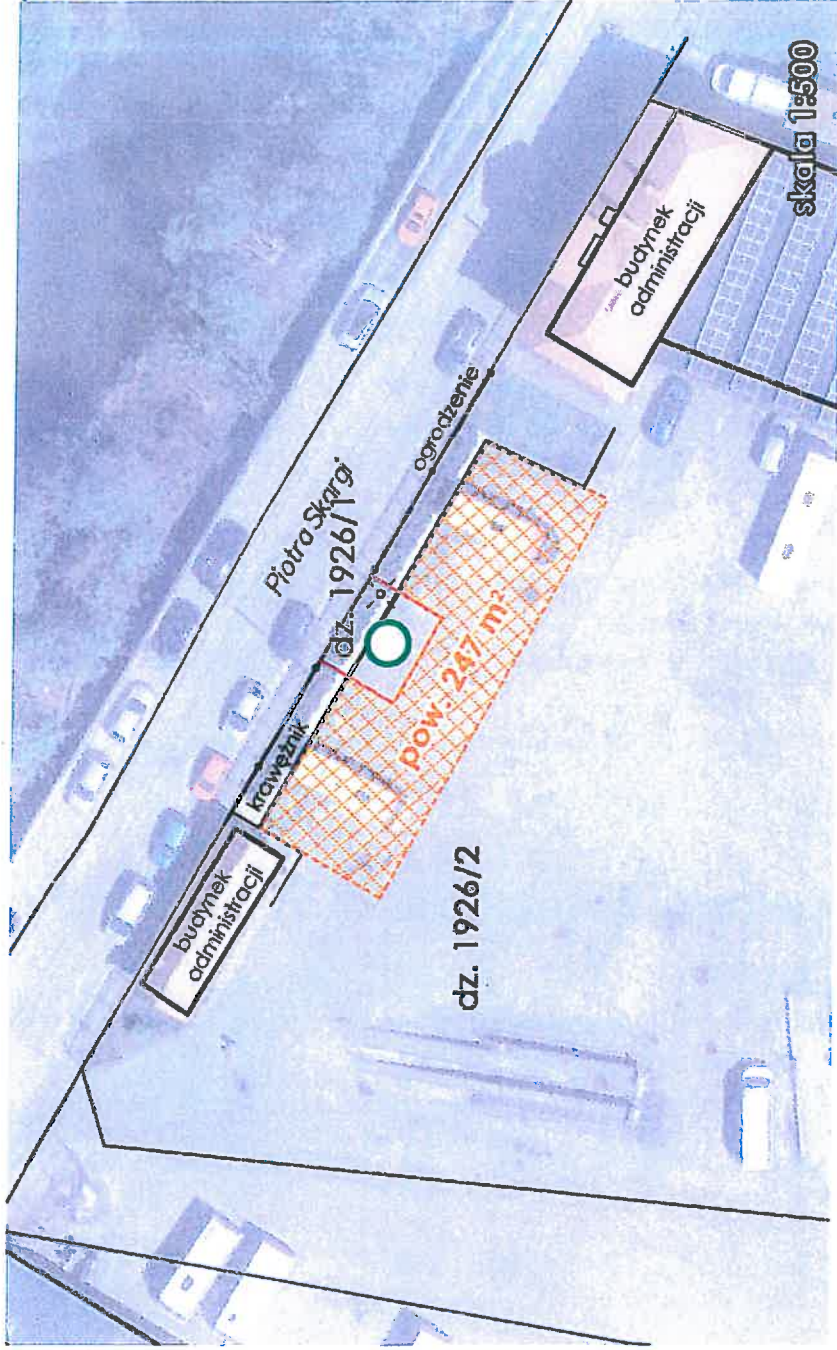 Piotra Skargi
dz. 1926/1
ogrodzenie
krawężnik
budynek
administracji
pow. 247 m²
dz. 1926/2
budynek
administracji
skala 1:500